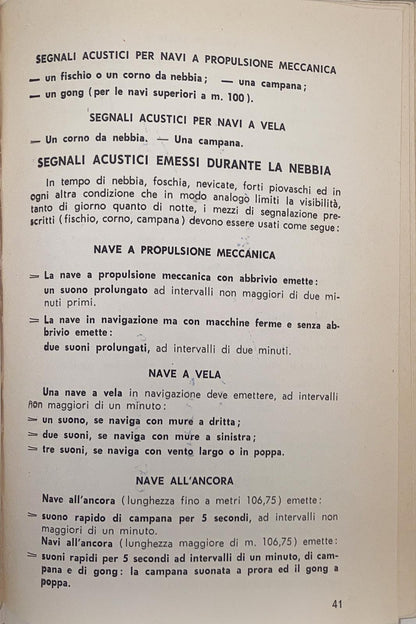 SEGNALI ACUSTICI PER NAVI A PROPULSIONE MECCANICA
— un fischio o un corno da nebbia; — una campana;
— un gong (per le navi superiori a m. 100).
SEGNALI ACUSTICI PER NAVI A VELA
— Un corno da nebbia. — Una campana.
SEGNALI ACUSTICI EMESSI DURANTE LA NEBBIA
In tempo di nebbia, foschia, nevicate, forti piovaschi ed in
ogni altra condizione che in modo analogo limiti la visibilità,
tanto di giorno quanto di notte, i mezzi di segnalazione pre-
scritti (fischio, corno, campana) devono essere usati come segue:
NAVE A PROPULSIONE MECCANICA
= La nave a propulsione meccanica con abbrivio emette:
un suono prolungato ad intervalli non maggiori di due mi-
nuti primi.
= La nave in navigazione ma con macchine ferme e senza ab-
brivio emette:
due suoni prolungati, ad intervalli di due minuti.
NAVE A VELA
Una nave a vela in navigazione deve emettere, ad intervalli
non maggiori di un minuto:
= un suono, se naviga con mure a dritta;
= due suoni, se naviga con mure a sinistra;
= tre suoni, se naviga con vento largo o in poppa.
NAVE ALL'ANCORA
Nave all'ancora (lunghezza fino a metri 106,75) emette:
= suono rapido di campana per 5 secondi, ad intervalli non
maggiori di un minuto.
Navi all'ancora (lunghezza maggiore di m. 106,75) emette:
= suoni rapidi per 5 secondi ad intervalli di un minuto, di cam-
pana e di gong: la campana suonata a prora ed il gong a
poppa.
41